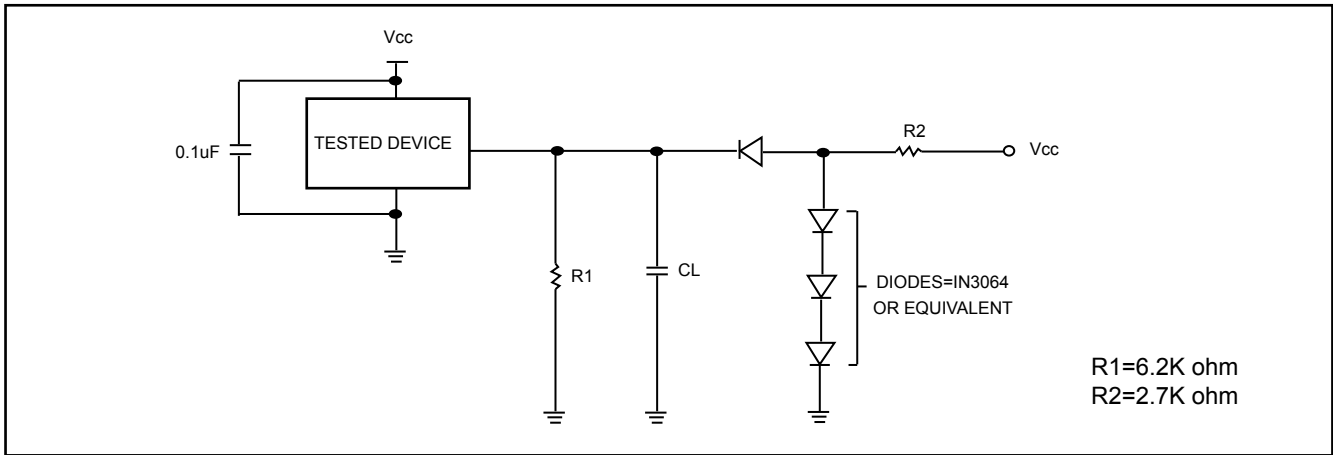 Vcc
0.1uF
TESTED DEVICE
R2
Vcc
R1
CL
DIODES=IN3064
OR EQUIVALENT
R1=6.2K ohm
R2=2.7K ohm